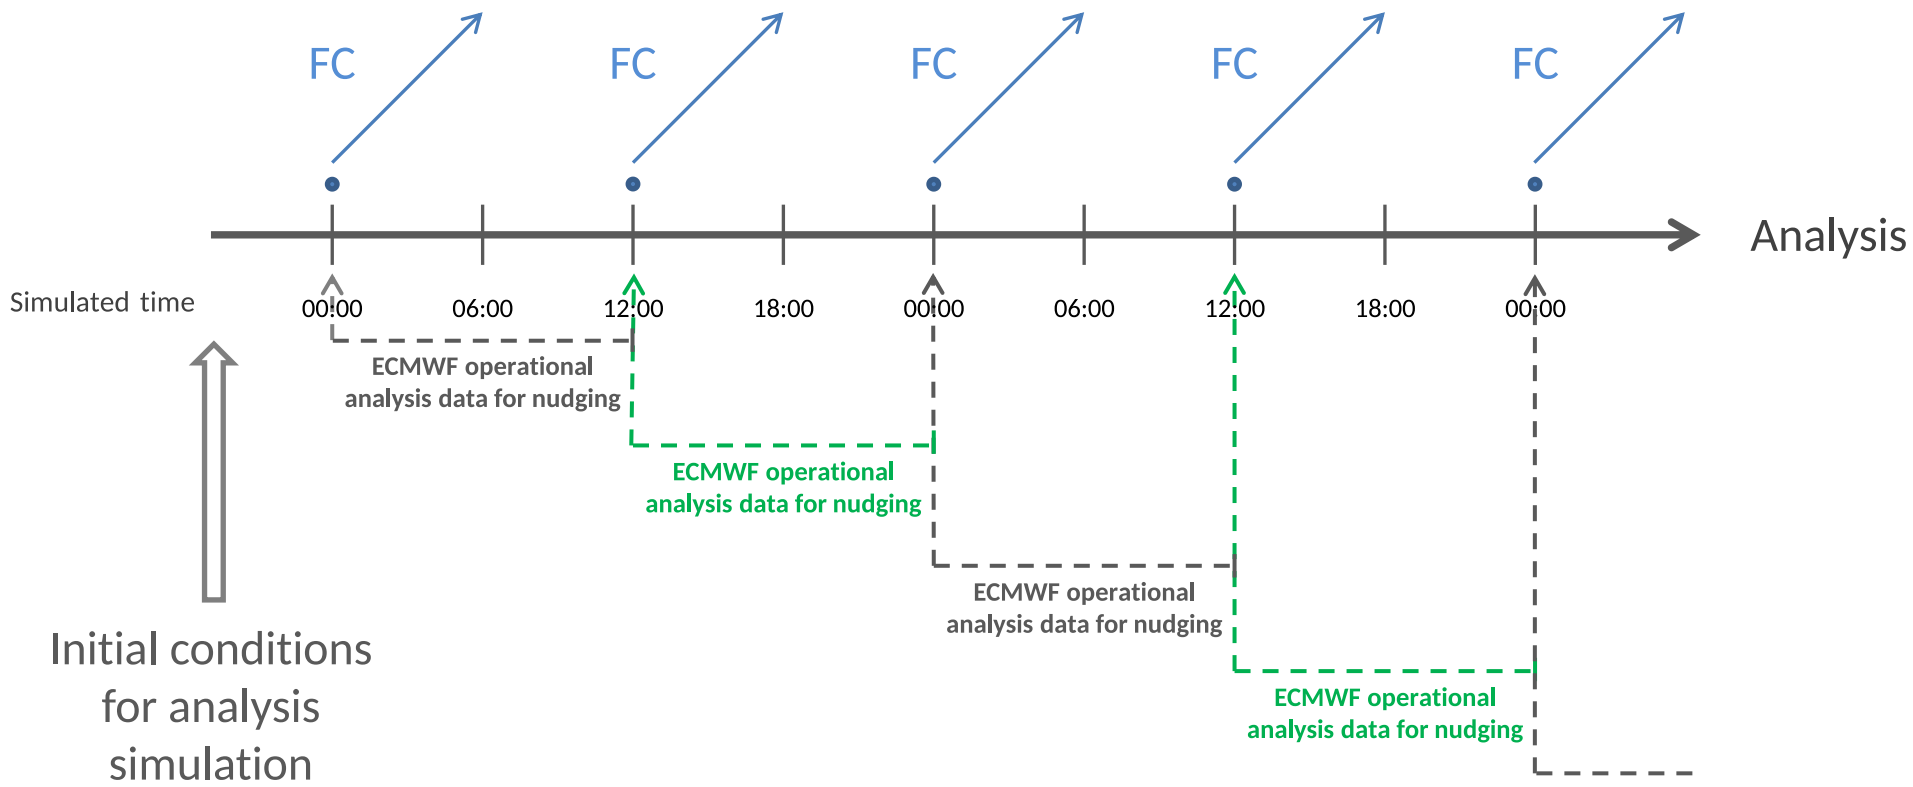 FC FC FC FC FC
Analysis
Simulated time
00:00 06:00 12:00 18:00 00:00 06:00 12:00 18:00 00:00
ECMWF operational
analysis data for nudging
ECMWF operational
analysis data for nudging
ECMWF operational
analysis data for nudging
ECMWF operational
analysis data for nudging
Initial conditions
for analysis
simulation